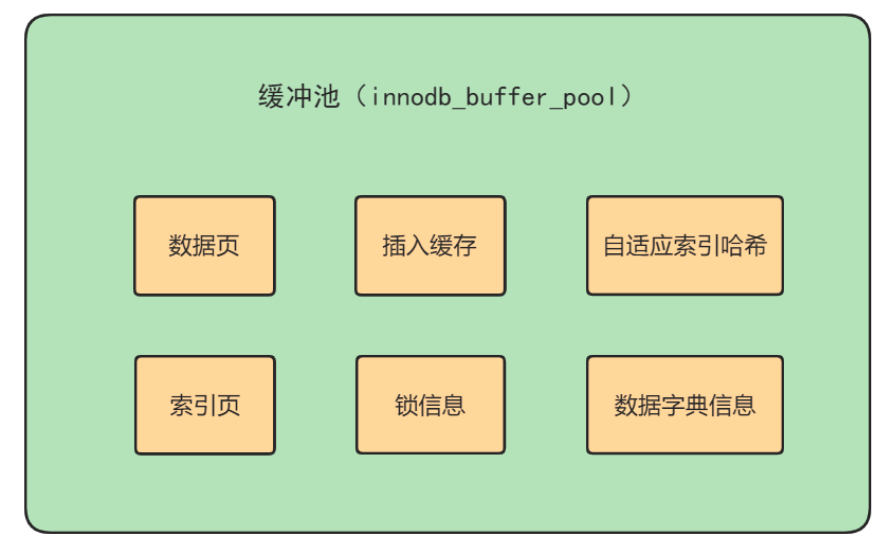 缓冲池（innodb_buffer_pool）
数据页
插入缓存
自适应索引哈希
索引页
锁信息
数据字典信息